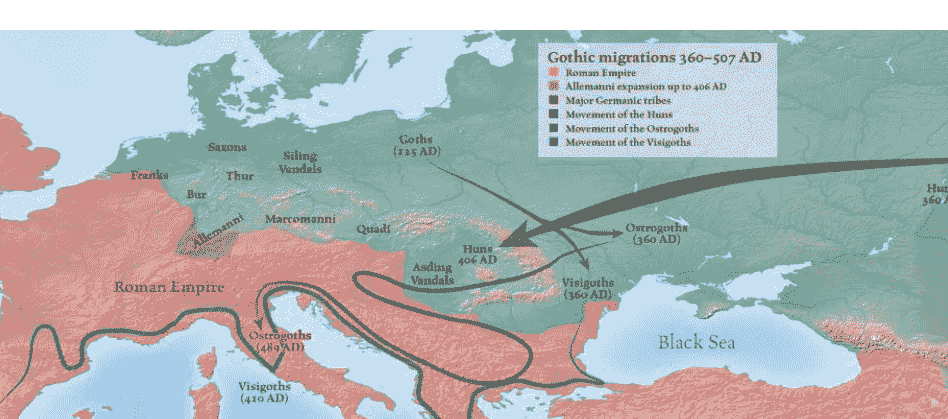 Gothic migrations 360–507 AD
Roman Empire
Allemanni expansion up to 406 AD
Major Germanic tribes
Movement of the Huns
Movement of the Ostrogoths
Movement of the Visigoths
Goths
(125 AD)
Saxons
Siling
Vandals
Franks
Thur
Bur
Allemanni
Marcomanni
Quadi
Huns
406 AD
Asding
Vandals
Ostrogoths
(360 AD)
Visigoths
(360 AD)
Roman Empire
Ostrogoths
(489 AD)
Visigoths
(410 AD)
Black Sea